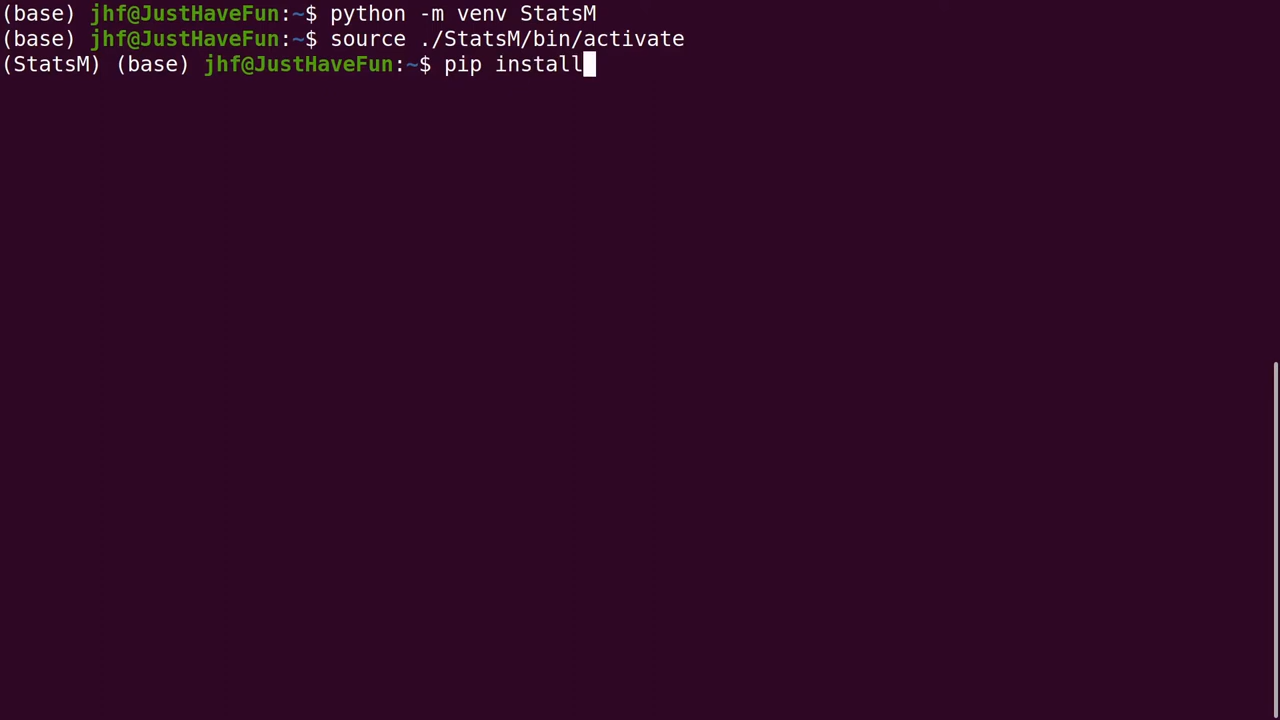 (base) jhf@JustHaveFun:~$ python -m venv StatsM
(base) jhf@JustHaveFun:~$ source ./StatsM/bin/activate
(StatsM) (base) jhf@JustHaveFun:~$ pip install